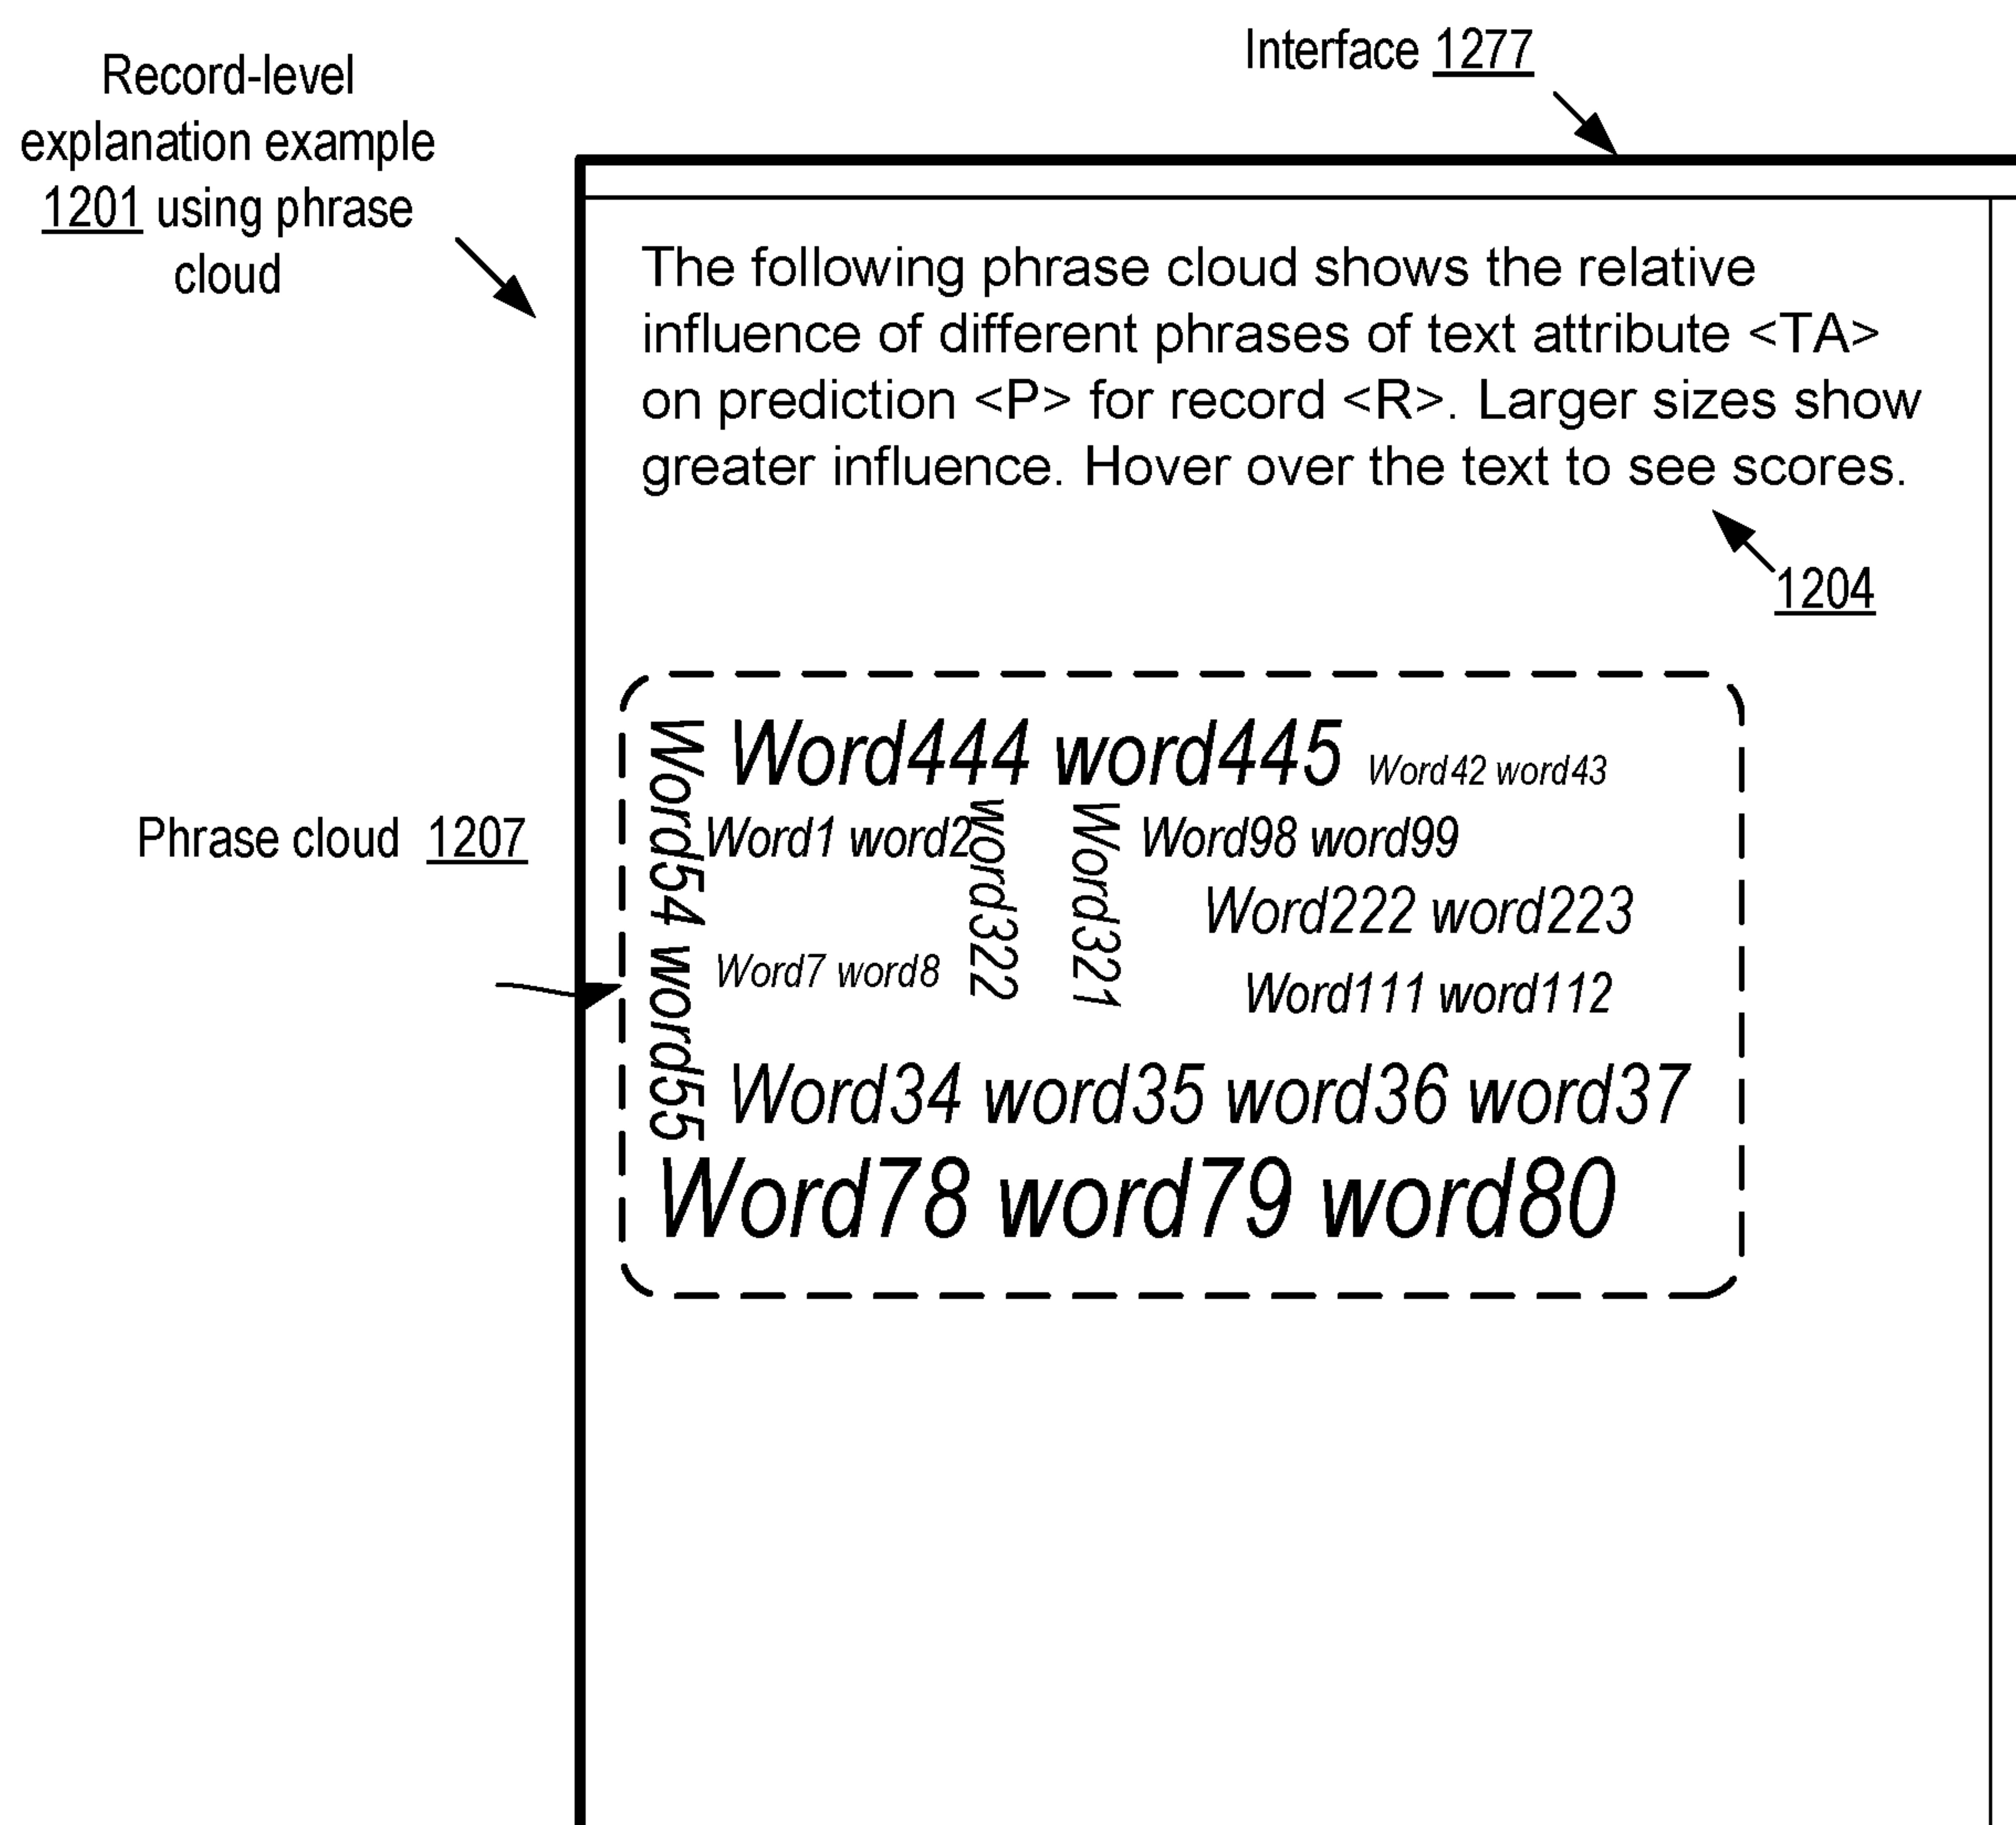 Record-level
explanation example
1201 using phrase
cloud
Interface 1277
The following phrase cloud shows the relative
influence of different phrases of text attribute <TA>
on prediction <P> for record <R>. Larger sizes show
greater influence. Hover over the text to see scores.
1204
Phrase cloud 1207
Word54 word55
Word444 word445
Word42 word43
Word1 word2
word322
Word321
Word98 word99
Word222 word223
Word7 word8
Word111 word112
Word34 word35 word36 word37
Word78 word79 word80